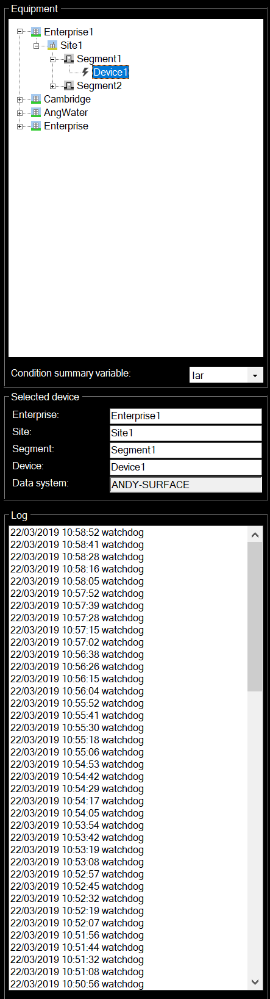 Equipment
Enterprise1
Site1
Segment1
Device1
Segment2
Cambridge
AngWater
Enterprise
Condition summary variable: Iar
Selected device
Enterprise: Enterprise1
Site: Site1
Segment: Segment1
Device: Device1
Data system: ANDY-SURFACE
Log
22/03/2019 10:58:52 watchdog
22/03/2019 10:58:41 watchdog
22/03/2019 10:58:28 watchdog
22/03/2019 10:58:16 watchdog
22/03/2019 10:58:05 watchdog
22/03/2019 10:57:52 watchdog
22/03/2019 10:57:39 watchdog
22/03/2019 10:57:28 watchdog
22/03/2019 10:57:15 watchdog
22/03/2019 10:57:02 watchdog
22/03/2019 10:56:38 watchdog
22/03/2019 10:56:26 watchdog
22/03/2019 10:56:15 watchdog
22/03/2019 10:56:04 watchdog
22/03/2019 10:55:52 watchdog
22/03/2019 10:55:41 watchdog
22/03/2019 10:55:30 watchdog
22/03/2019 10:55:18 watchdog
22/03/2019 10:55:06 watchdog
22/03/2019 10:54:53 watchdog
22/03/2019 10:54:42 watchdog
22/03/2019 10:54:29 watchdog
22/03/2019 10:54:17 watchdog
22/03/2019 10:54:05 watchdog
22/03/2019 10:53:54 watchdog
22/03/2019 10:53:42 watchdog
22/03/2019 10:53:19 watchdog
22/03/2019 10:53:08 watchdog
22/03/2019 10:52:57 watchdog
22/03/2019 10:52:45 watchdog
22/03/2019 10:52:32 watchdog
22/03/2019 10:52:19 watchdog
22/03/2019 10:52:07 watchdog
22/03/2019 10:51:56 watchdog
22/03/2019 10:51:44 watchdog
22/03/2019 10:51:32 watchdog
22/03/2019 10:51:08 watchdog
22/03/2019 10:50:56 watchdog